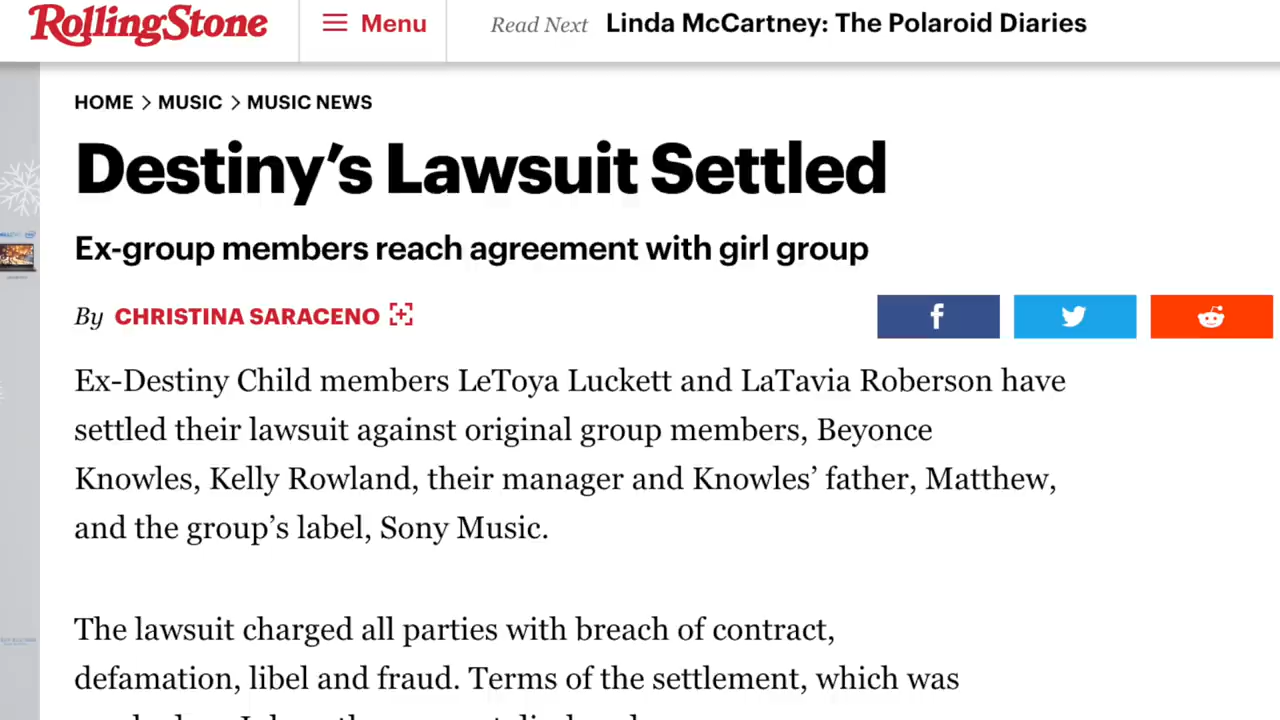 RollingStone
Menu
Read Next Linda McCartney: The Polaroid Diaries
HOME > MUSIC > MUSIC NEWS
Destiny’s Lawsuit Settled
Ex-group members reach agreement with girl group
By CHRISTINA SARACENO
Ex-Destiny Child members LeToya Luckett and LaTavia Roberson have
settled their lawsuit against original group members, Beyonce
Knowles, Kelly Rowland, their manager and Knowles’ father, Matthew,
and the group’s label, Sony Music.
The lawsuit charged all parties with breach of contract,
defamation, libel and fraud. Terms of the settlement, which was